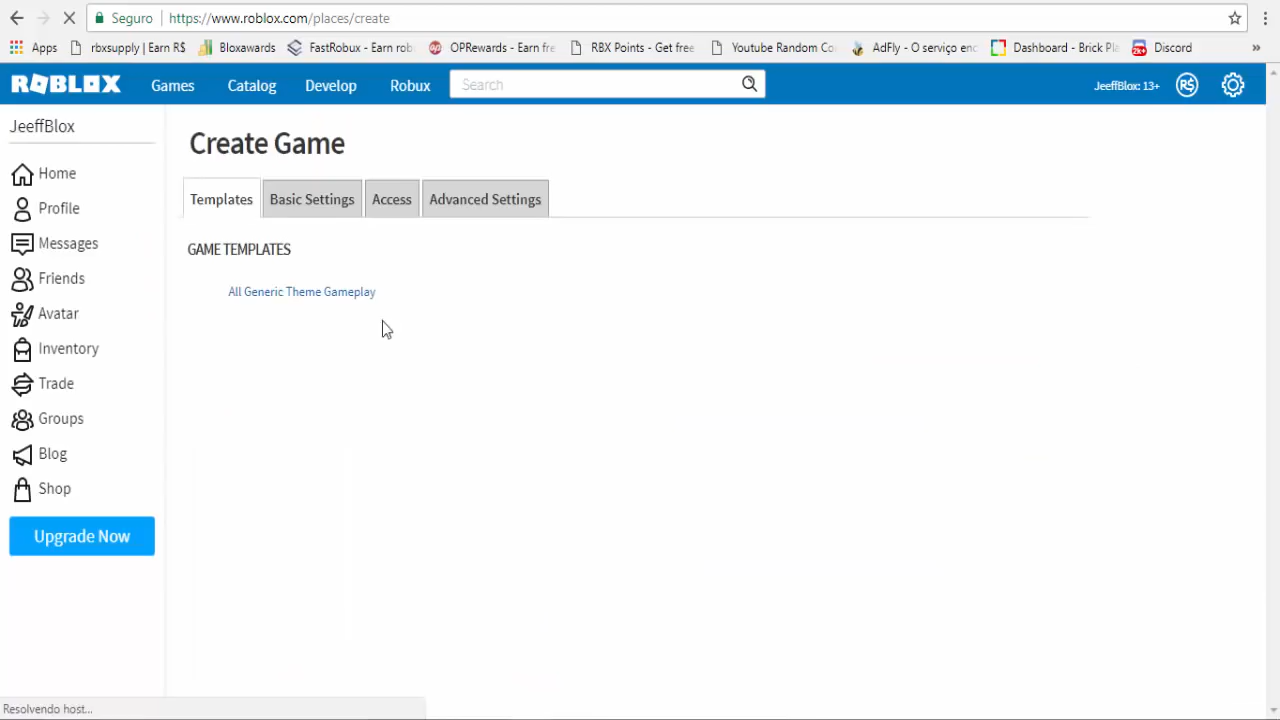 Seguro https://www.roblox.com/places/create
Apps rbxsupply | Earn R$ Bloxawards FastRobux - Earn rob OPRewards - Earn fre RBX Points - Get free Youtube Random Co AdFly - O serviço enc Dashboard - Brick Pla Discord »
ROBLOX Games Catalog Develop Robux Search JeeffBlox: 13+ R$
JeeffBlox
Home
Profile
Messages
Friends
Avatar
Inventory
Trade
Groups
Blog
Shop
Upgrade Now
Create Game
Templates Basic Settings Access Advanced Settings
GAME TEMPLATES
All Generic Theme Gameplay
Resolvendo host...